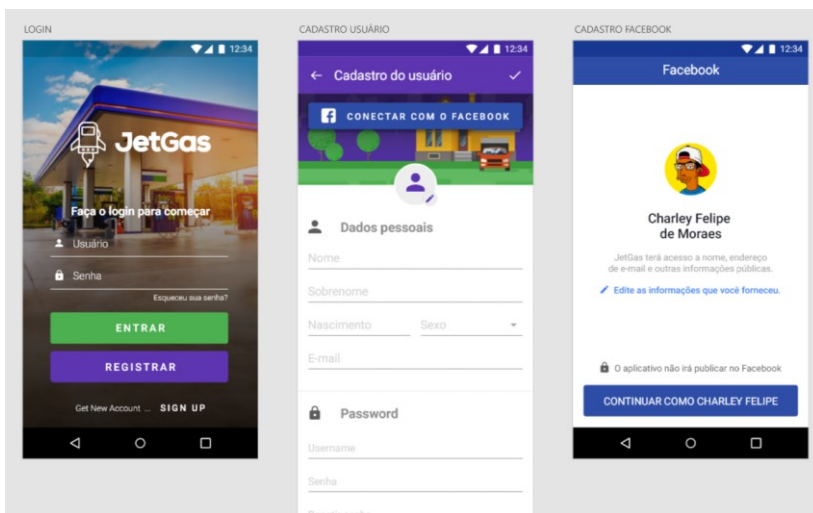 LOGIN
12:34
JetGas
Faça o login para começar
Usuário
Senha
Esqueceu sua senha?
ENTRAR
REGISTRAR
Get New Account ... SIGN UP
CADASTRO USUÁRIO
12:34
Cadastro do usuário
CONECTAR COM O FACEBOOK
Dados pessoais
Nome
Sobrenome
Nascimento Sexo
E-mail
Password
Username
Senha
CADASTRO FACEBOOK
12:34
Facebook
Charley Felipe
de Moraes
JetGas terá acesso a nome, endereço
de e-mail e outras informações públicas.
Edite as informações que você forneceu.
O aplicativo não irá publicar no Facebook
CONTINUAR COMO CHARLEY FELIPE